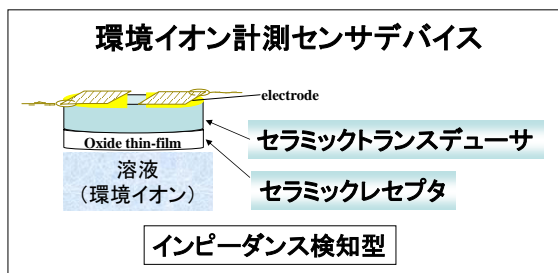 環境イオン計測センサデバイス
electrode
セラミックトランスデューサ
Oxide thin-film
セラミックレセプタ
溶液
（環境イオン）
インピーダンス検知型